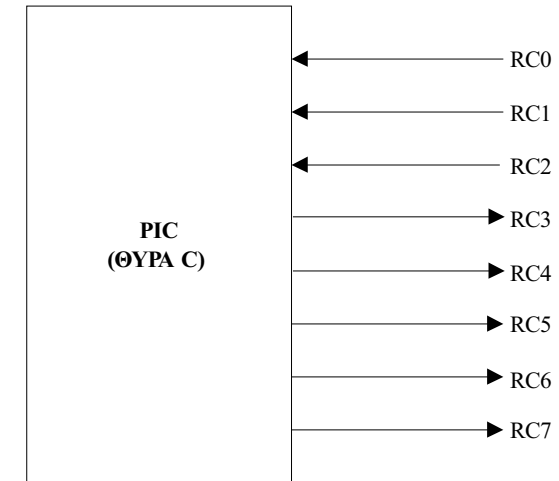 RC0
RC1
RC2
RC3
PIC
(ΘΥΡΑ C)
RC4
RC5
RC6
RC7